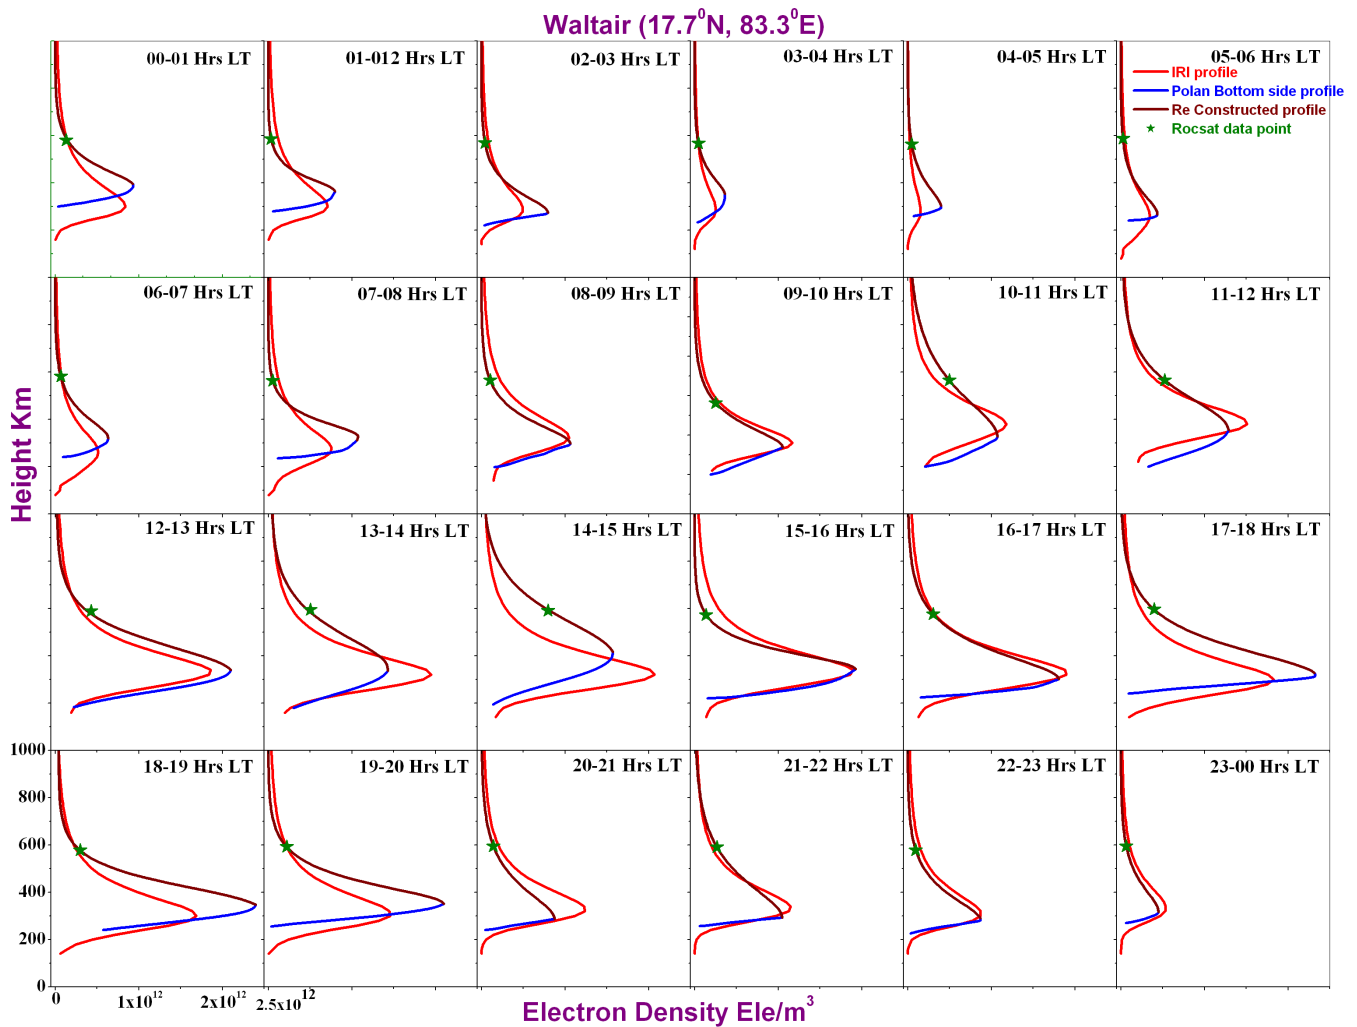 Waltair (17.7⁰N, 83.3⁰E)
00-01 Hrs LT
01-012 Hrs LT
02-03 Hrs LT
03-04 Hrs LT
04-05 Hrs LT
05-06 Hrs LT
IRI profile
Polan Bottom side profile
Re Constructed profile
Rocsat data point
06-07 Hrs LT
07-08 Hrs LT
08-09 Hrs LT
09-10 Hrs LT
10-11 Hrs LT
11-12 Hrs LT
Height Km
12-13 Hrs LT
13-14 Hrs LT
14-15 Hrs LT
15-16 Hrs LT
16-17 Hrs LT
17-18 Hrs LT
18-19 Hrs LT
19-20 Hrs LT
20-21 Hrs LT
21-22 Hrs LT
22-23 Hrs LT
23-00 Hrs LT
1000
800
600
400
200
0
0 1x10¹² 2x10¹² 2.5x10¹²
Electron Density Ele/m³